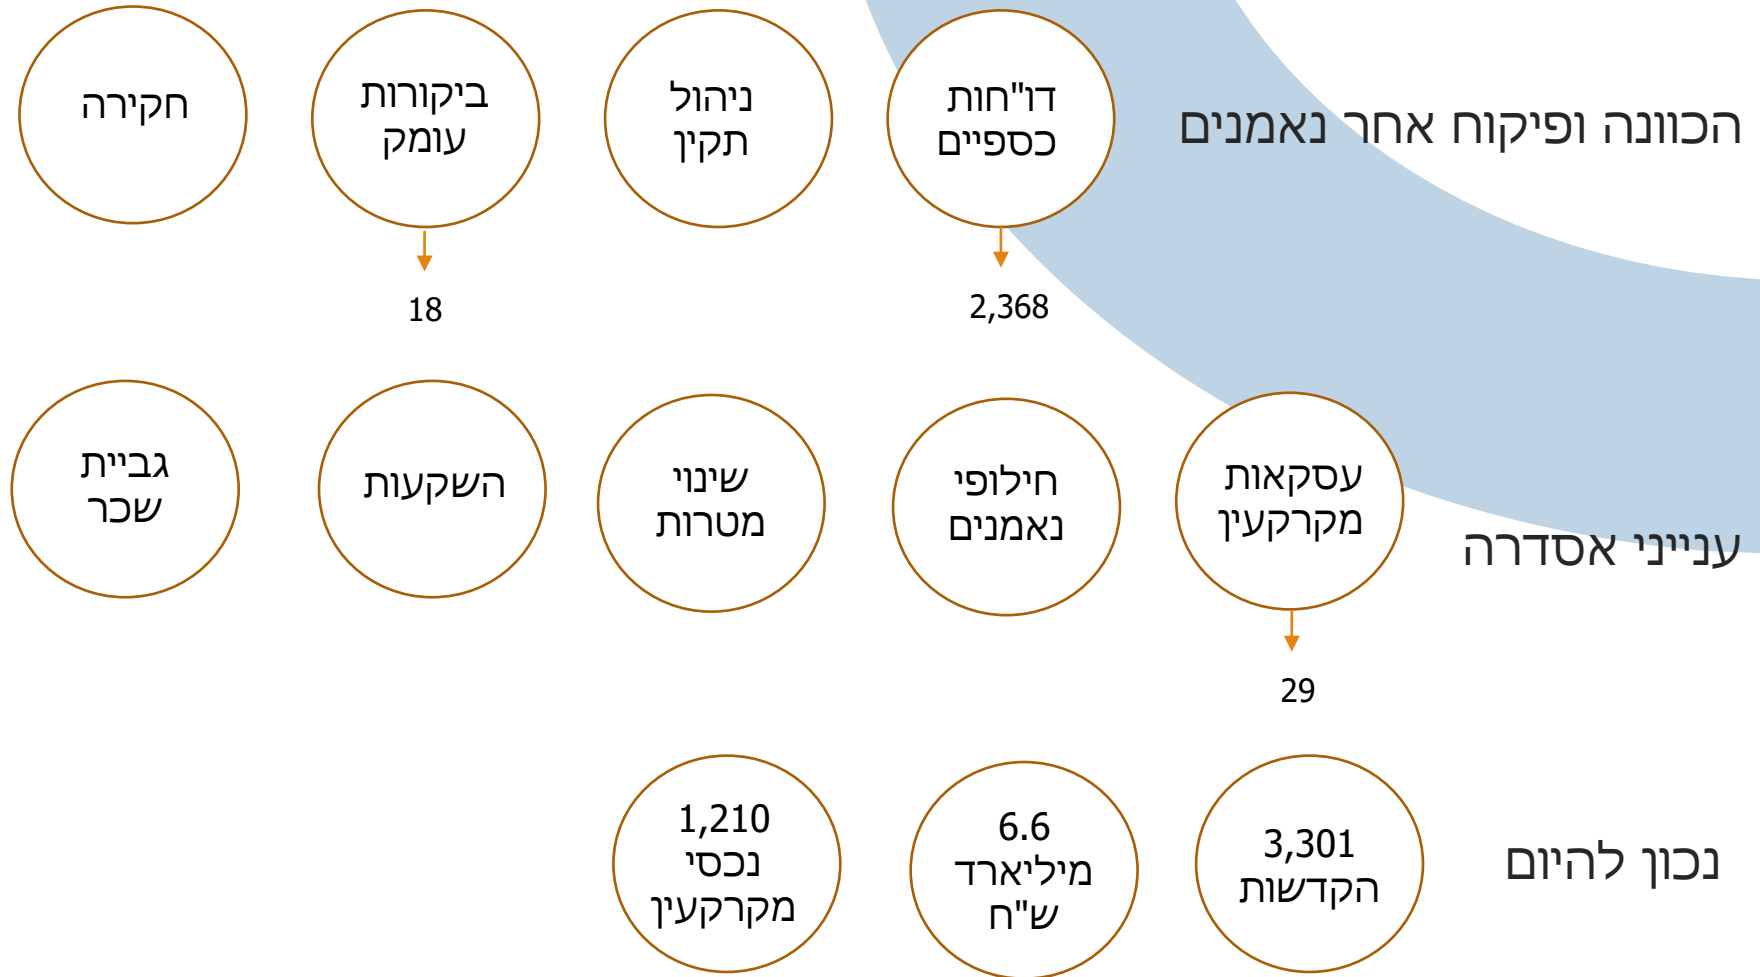 הכוונה ופיקוח אחר נאמנים
דו"חות
כספיים
2,368
ניהול
תקין
ביקורות
עומק
18
חקירה
ענייני אסדרה
עסקאות
מקרקעין
29
חילופי
נאמנים
שינוי
מטרות
השקעות
גביית
שכר
נכון להיום
3,301
הקדשות
6.6
מיליארד
ש"ח
1,210
נכסי
מקרקעין